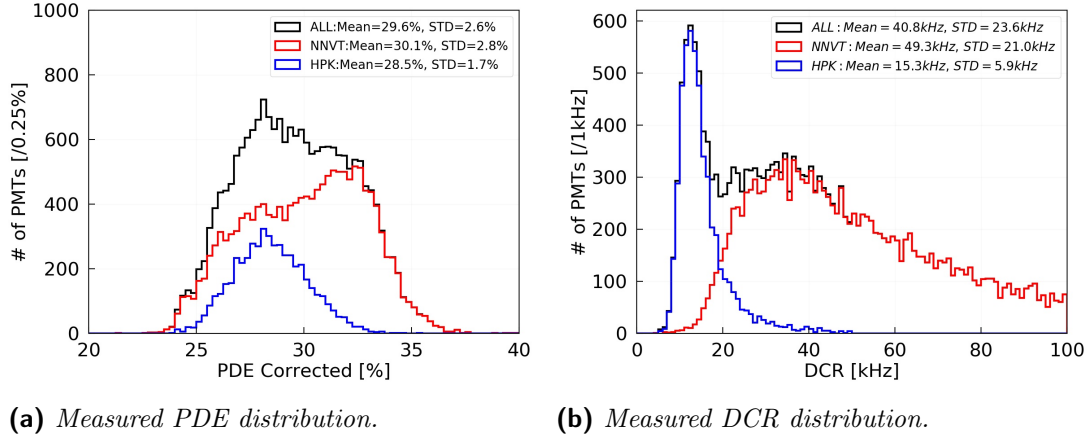 1000
800
600
400
200
0
# of PMTs [/0.25%]
ALL:Mean=29.6%, STD=2.6%
NNVT:Mean=30.1%, STD=2.8%
HPK:Mean=28.5%, STD=1.7%
20 25 30 35 40
PDE Corrected [%]
(a) Measured PDE distribution.
600
500
400
300
200
100
0
# of PMTs [/1kHz]
ALL: Mean = 40.8kHz, STD = 23.6kHz
NNVT: Mean = 49.3kHz, STD = 21.0kHz
HPK: Mean = 15.3kHz, STD = 5.9kHz
0 20 40 60 80 100
DCR [kHz]
(b) Measured DCR distribution.